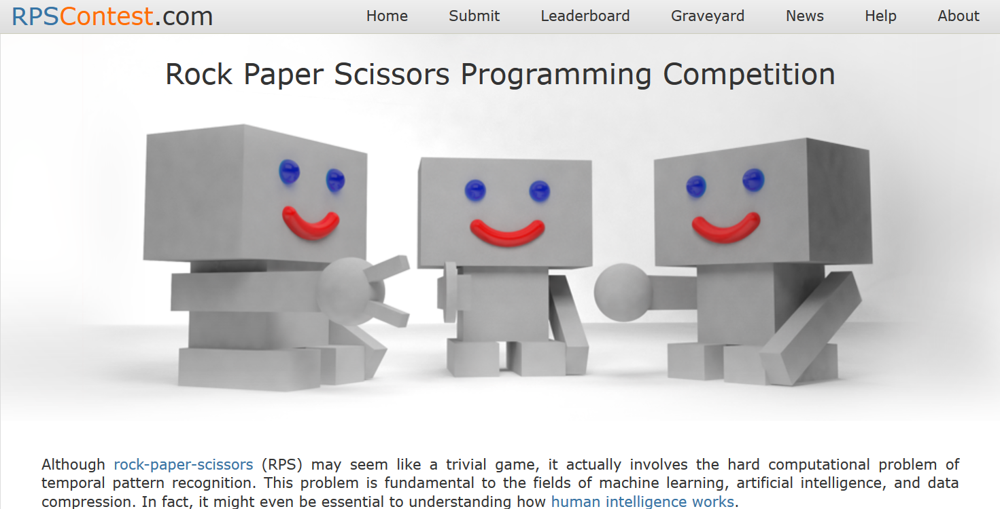 RPSContest.com Home Submit Leaderboard Graveyard News Help About
Rock Paper Scissors Programming Competition
Although rock-paper-scissors (RPS) may seem like a trivial game, it actually involves the hard computational problem of
temporal pattern recognition. This problem is fundamental to the fields of machine learning, artificial intelligence, and data
compression. In fact, it might even be essential to understanding how human intelligence works.